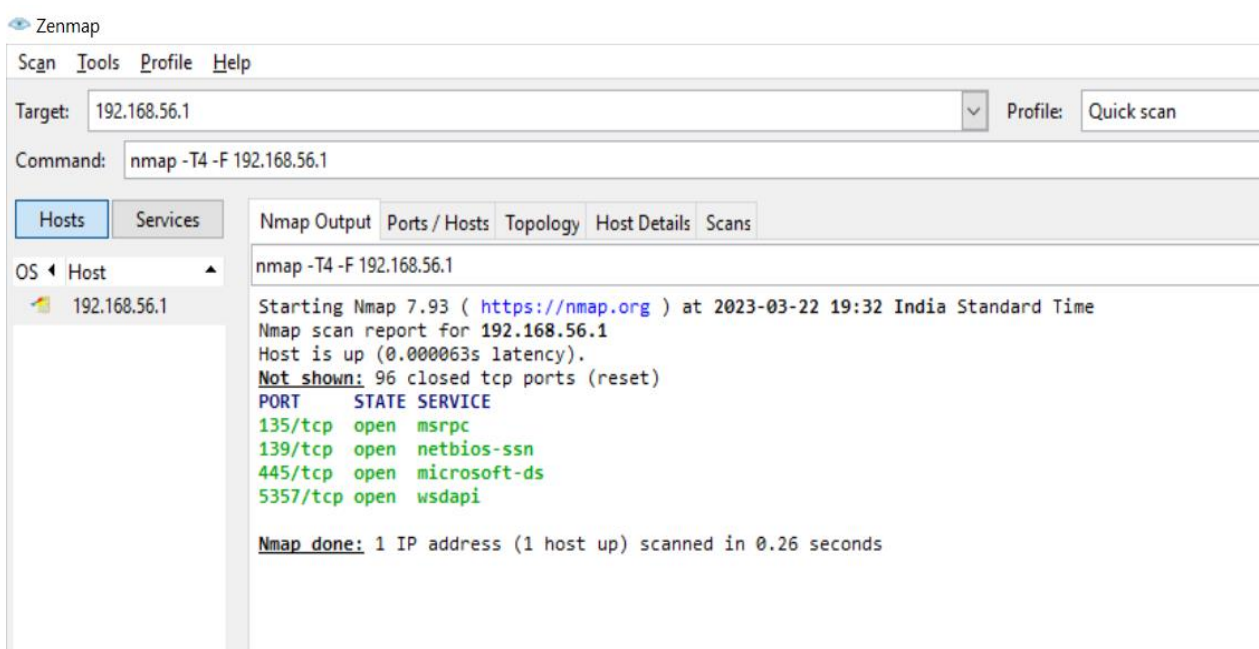 Zenmap
Scan Tools Profile Help
Target: 192.168.56.1 Profile: Quick scan
Command: nmap -T4 -F 192.168.56.1
Hosts Services Nmap Output Ports / Hosts Topology Host Details Scans
OS Host nmap -T4 -F 192.168.56.1
192.168.56.1 Starting Nmap 7.93 ( https://nmap.org ) at 2023-03-22 19:32 India Standard Time
Nmap scan report for 192.168.56.1
Host is up (0.000063s latency).
Not shown: 96 closed tcp ports (reset)
PORT STATE SERVICE
135/tcp open msrpc
139/tcp open netbios-ssn
445/tcp open microsoft-ds
5357/tcp open wsdapi
Nmap done: 1 IP address (1 host up) scanned in 0.26 seconds